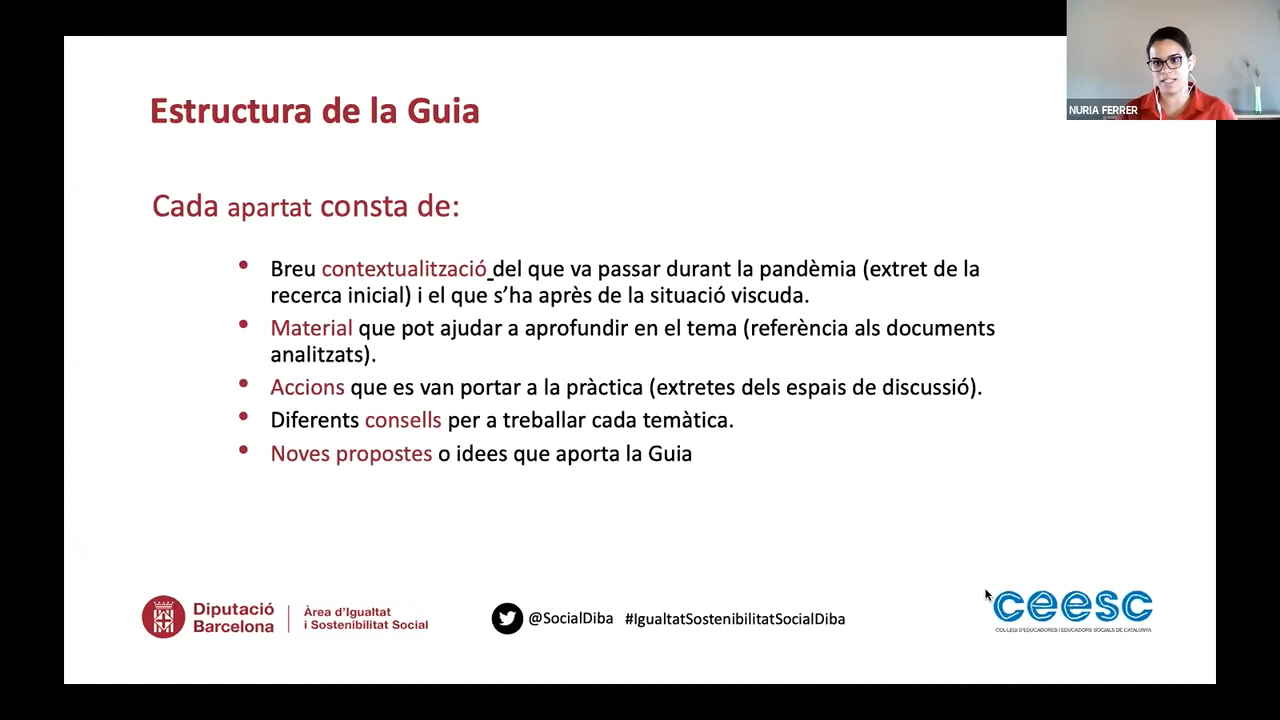 NURIA FERRER
Estructura de la Guia
Cada apartat consta de:
• Breu contextualització del que va passar durant la pandèmia (extret de la
recerca inicial) i el que s’ha après de la situació viscuda.
• Material que pot ajudar a aprofundir en el tema (referència als documents
analitzats).
• Accions que es van portar a la pràctica (extretes dels espais de discussió).
• Diferents consells per a treballar cada temàtica.
• Noves propostes o idees que aporta la Guia
Diputació
Barcelona
Àrea d’Igualtat
i Sostenibilitat Social
@SocialDiba #IgualtatSostenibilitatSocialDiba
ceesc
COL·LEGI D'EDUCADORES I EDUCADORS SOCIALS DE CATALUNYA